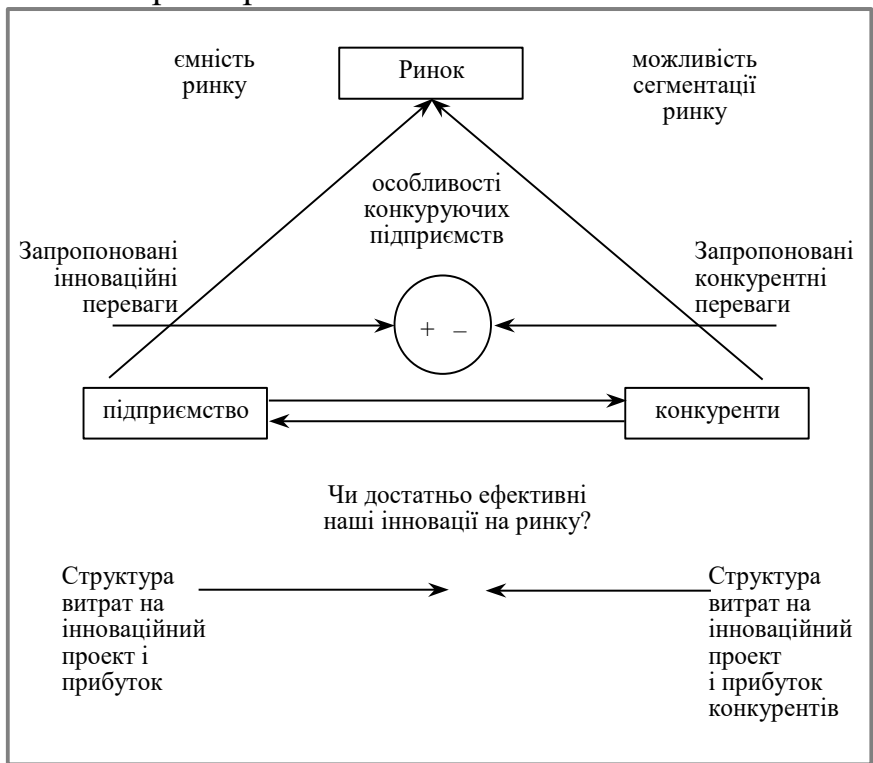 ємність
ринку
Ринок
можливість
сегментації
ринку
особливості
конкуруючих
підприємств
Запропоновані
інноваційні
переваги
Запропоновані
конкурентні
переваги
+ –
підприємство
конкуренти
Чи достатньо ефективні
наші інновації на ринку?
Структура
витрат на
інноваційний
проект і
прибуток
Структура
витрат на
інноваційний
проект
і прибуток
конкурентів